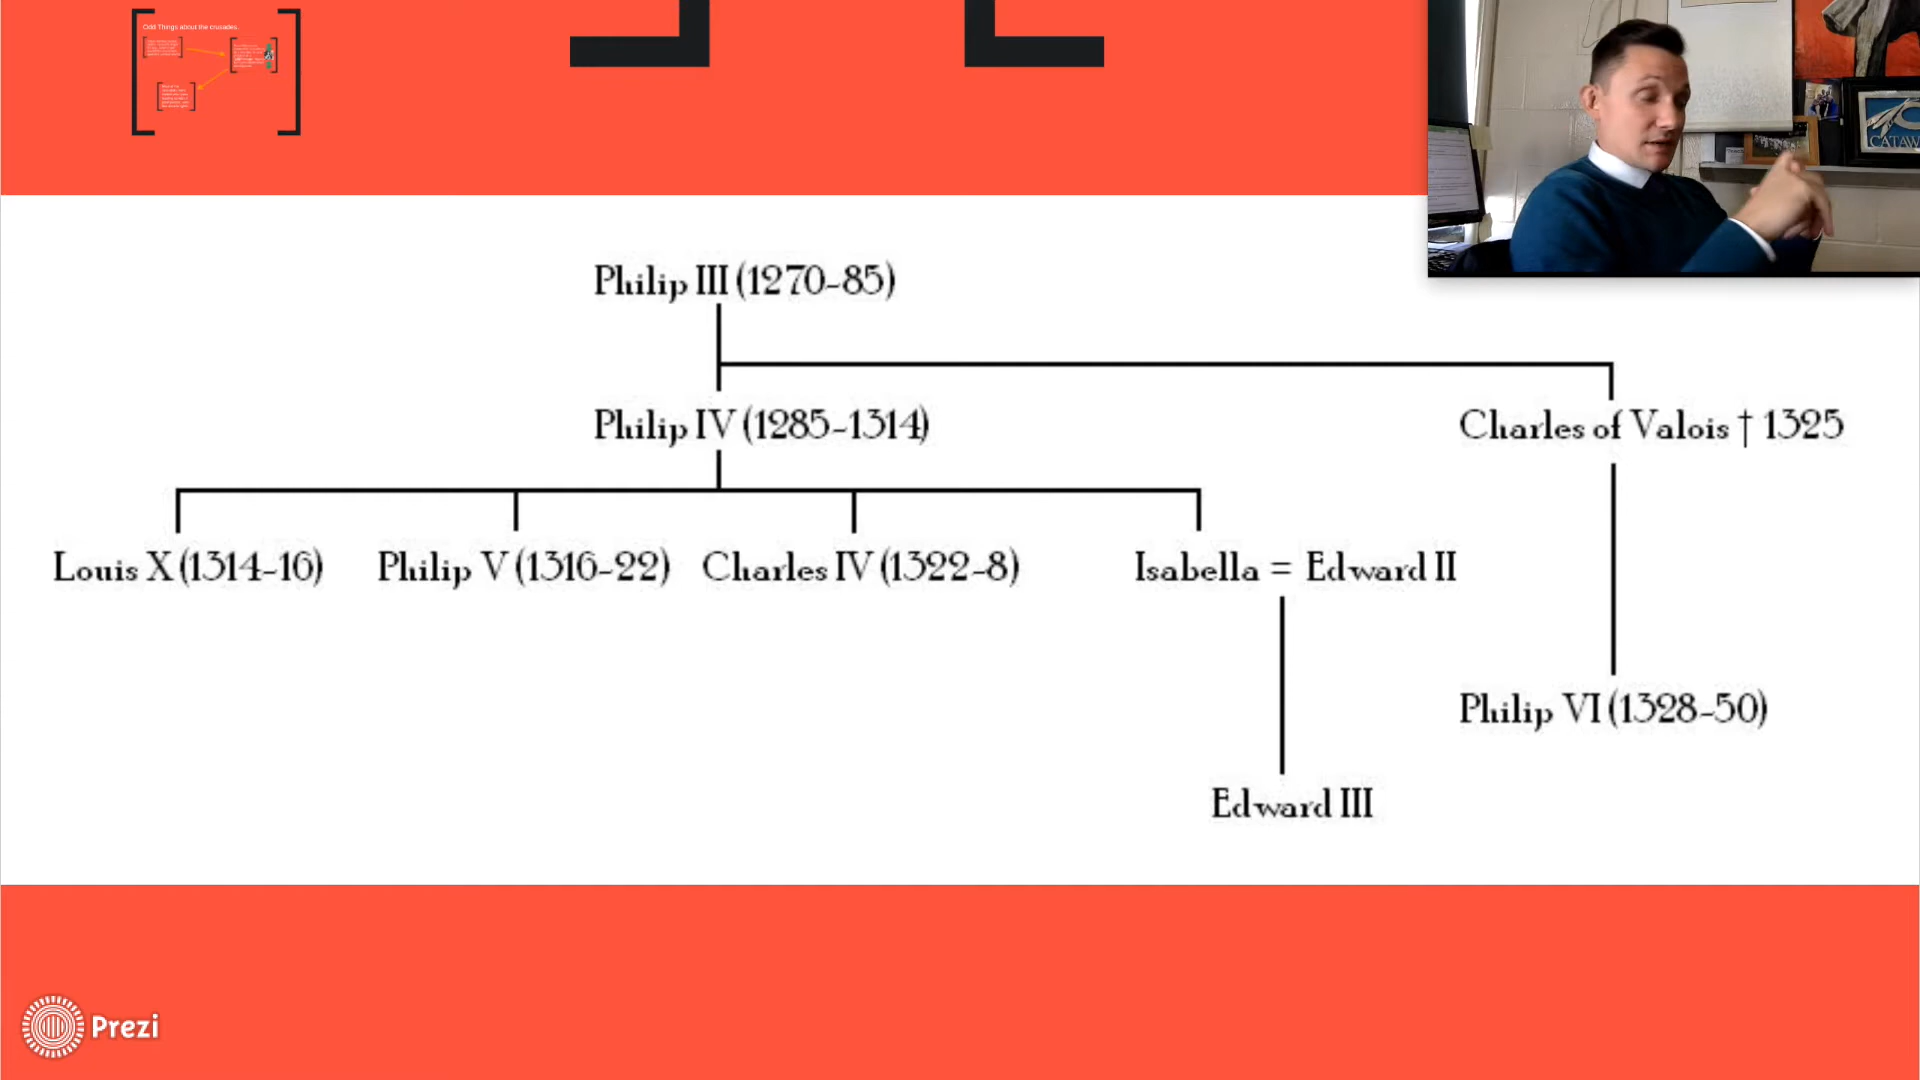 Odd Things about the crusades.
CATAW
Philip III (1270-85)
Philip IV (1285-1314)
Charles of Valois † 1325
Louis X (1314-16)
Philip V (1316-22)
Charles IV (1322-8)
Isabella = Edward II
Philip VI (1328-50)
Edward III
Prezi